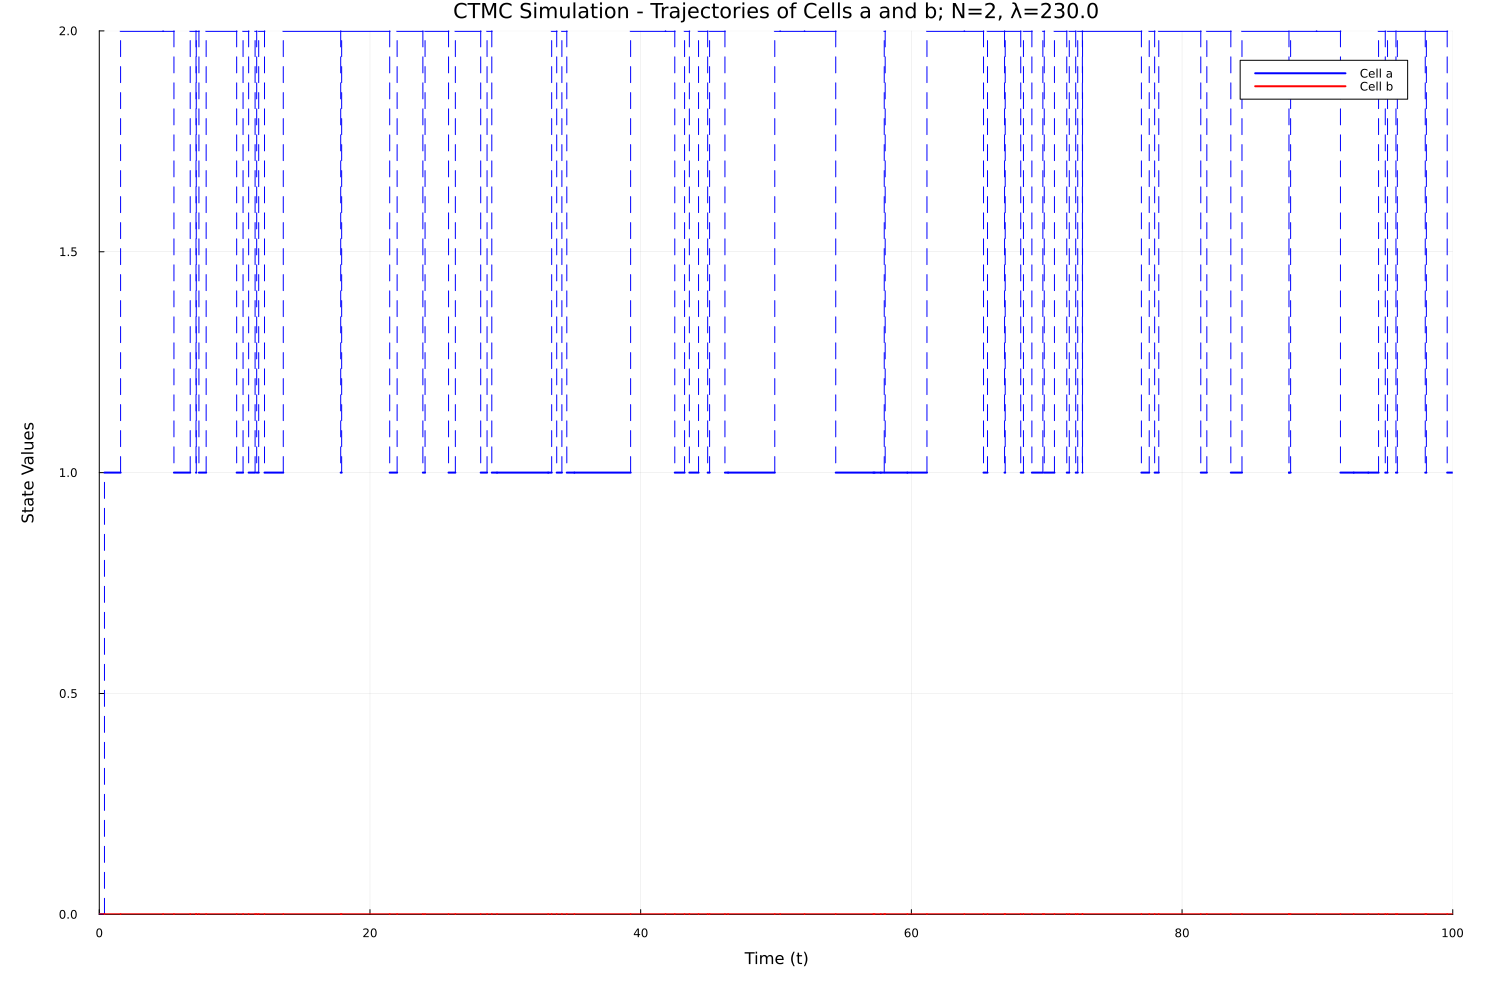 CTMC Simulation - Trajectories of Cells a and b; N=2, λ=230.0
2.0
Cell a
Cell b
1.5
1.0
State Values
0.5
0.0
0 20 40 60 80 100
Time (t)